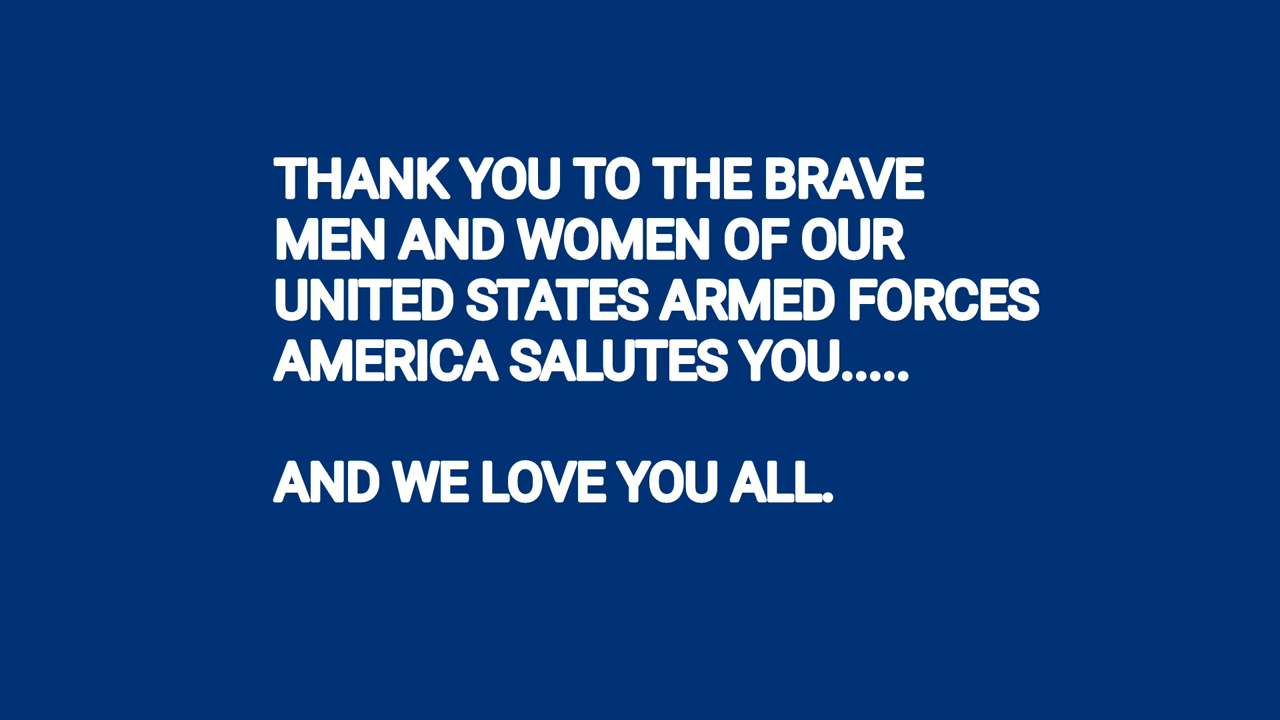 THANK YOU TO THE BRAVE
MEN AND WOMEN OF OUR
UNITED STATES ARMED FORCES
AMERICA SALUTES YOU.....
AND WE LOVE YOU ALL.